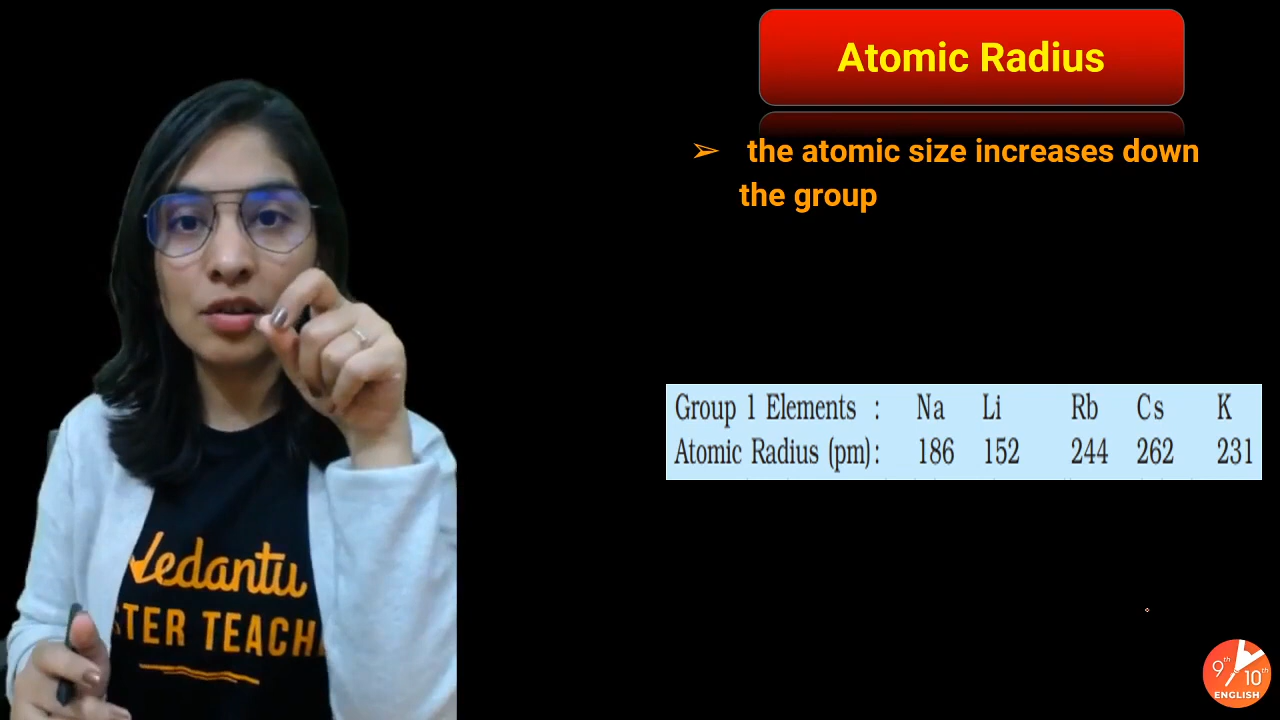 Atomic Radius
➢ the atomic size increases down
the group
Group 1 Elements : Na Li Rb Cs K
Atomic Radius (pm): 186 152 244 262 231
Vedantu
STER TEACH
9th 10th
ENGLISH